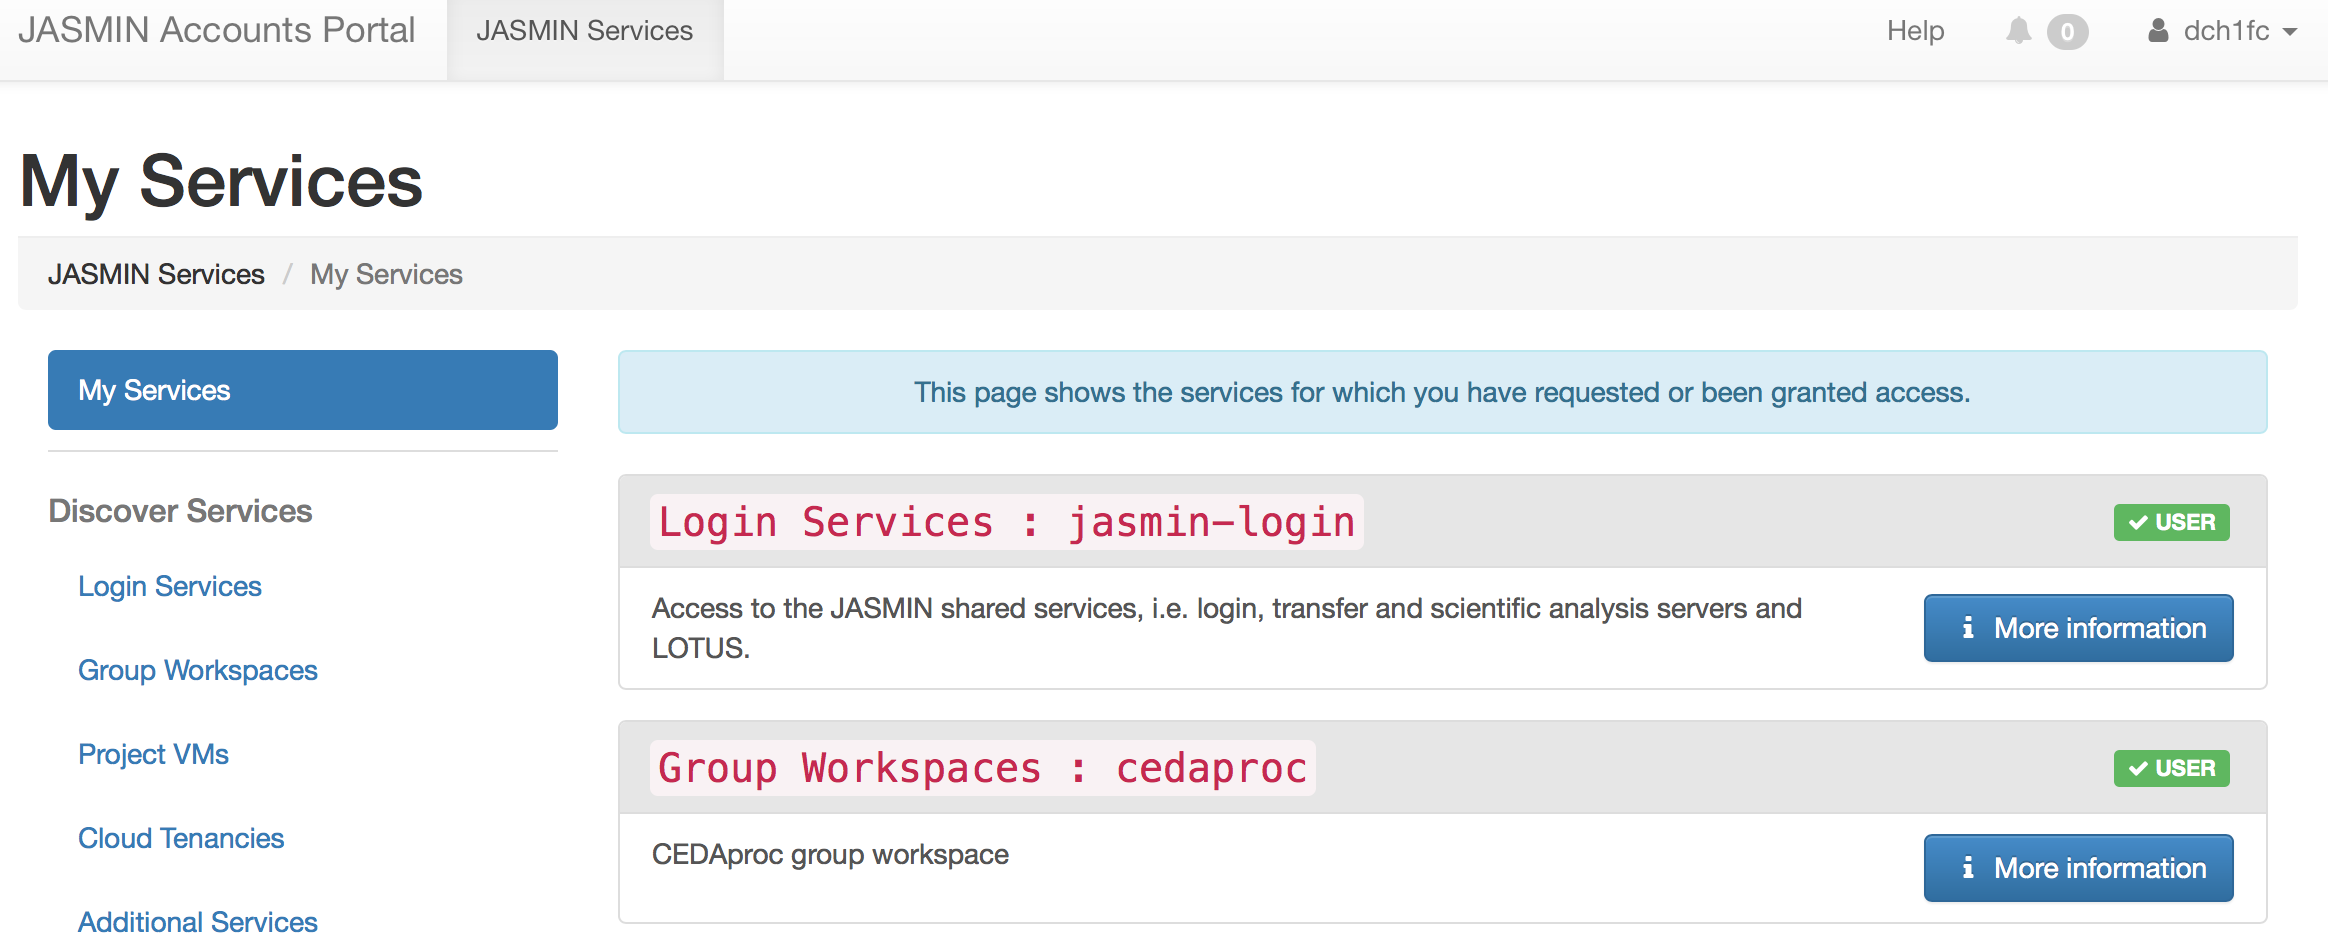 JASMIN Accounts Portal JASMIN Services Help 0 dch1fc
My Services
JASMIN Services / My Services
My Services
Discover Services
Login Services
Group Workspaces
Project VMs
Cloud Tenancies
Additional Services
This page shows the services for which you have requested or been granted access.
Login Services : jasmin-login USER
Access to the JASMIN shared services, i.e. login, transfer and scientific analysis servers and
LOTUS.
More information
Group Workspaces : cedaproc USER
CEDAproc group workspace
More information